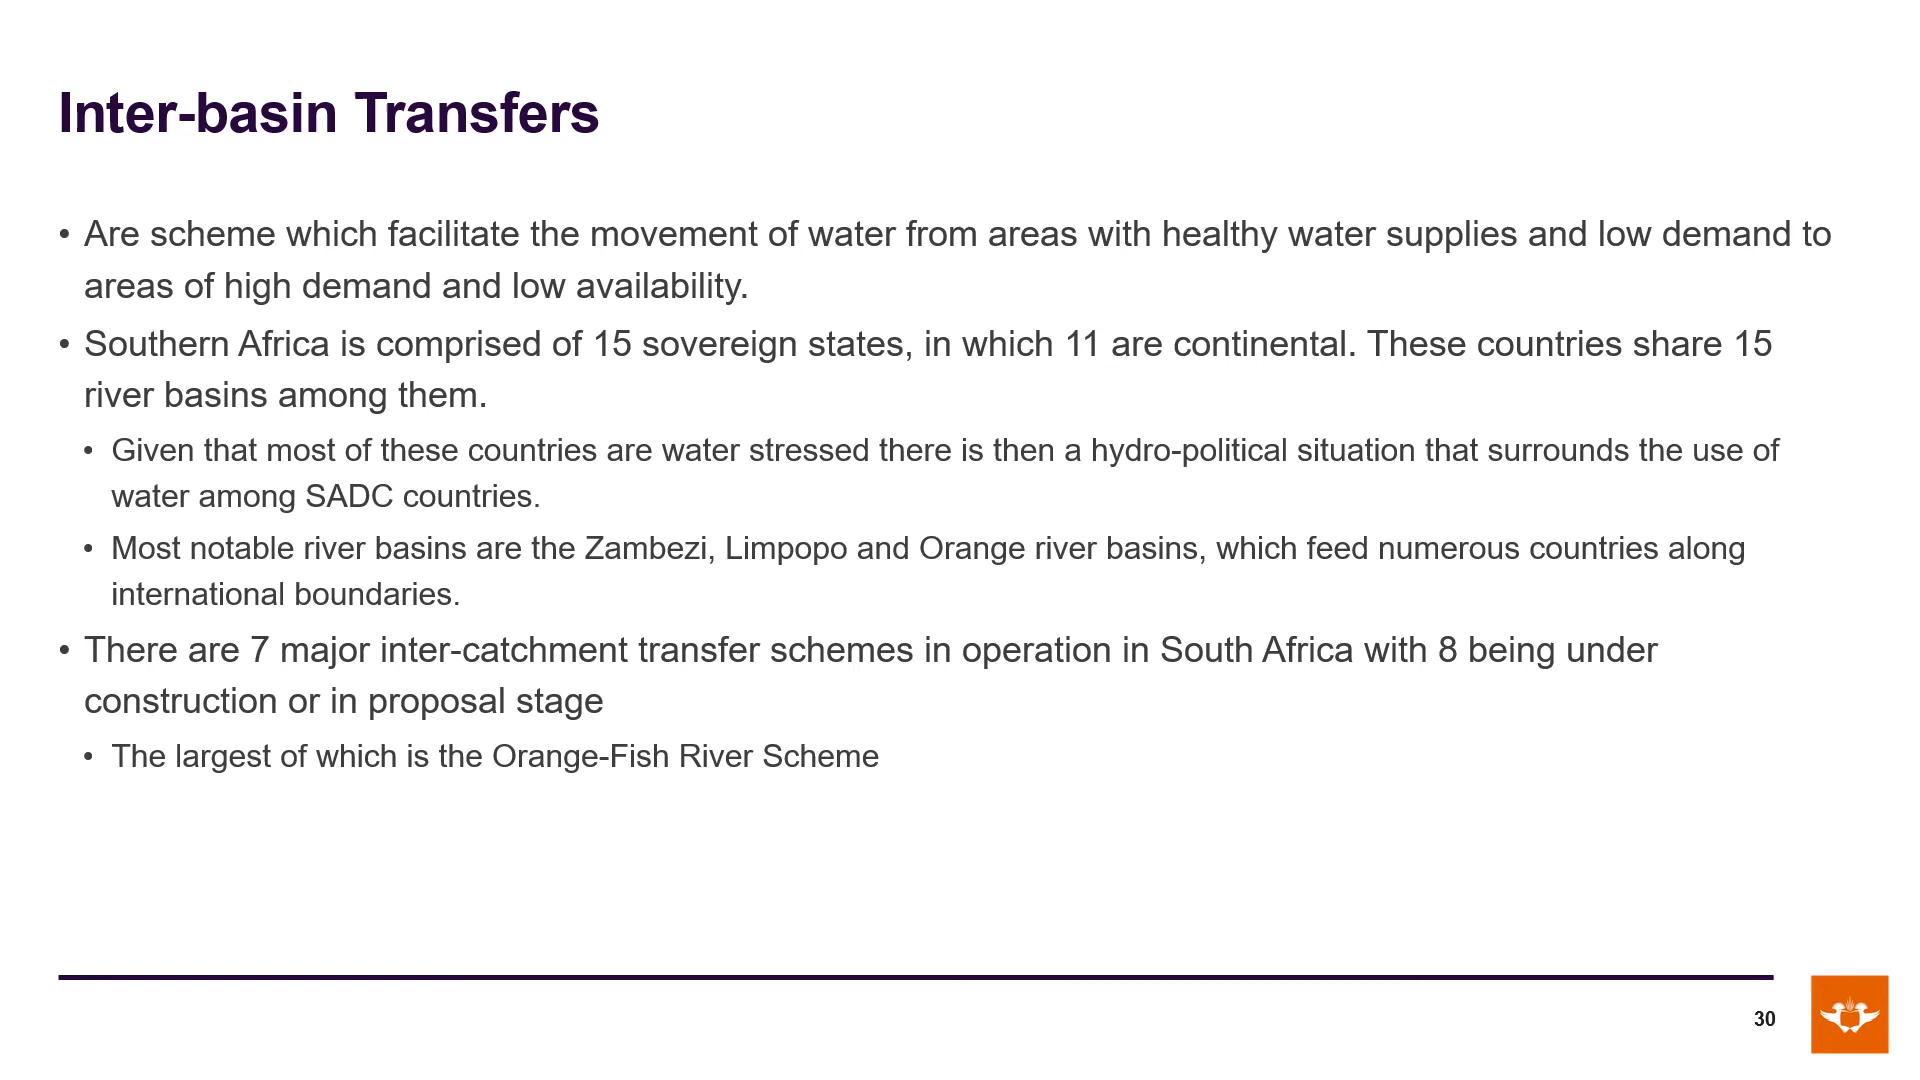 Inter-basin Transfers
• Are scheme which facilitate the movement of water from areas with healthy water supplies and low demand to
areas of high demand and low availability.
• Southern Africa is comprised of 15 sovereign states, in which 11 are continental. These countries share 15
river basins among them.
• Given that most of these countries are water stressed there is then a hydro-political situation that surrounds the use of
water among SADC countries.
• Most notable river basins are the Zambezi, Limpopo and Orange river basins, which feed numerous countries along
international boundaries.
• There are 7 major inter-catchment transfer schemes in operation in South Africa with 8 being under
construction or in proposal stage
• The largest of which is the Orange-Fish River Scheme
30